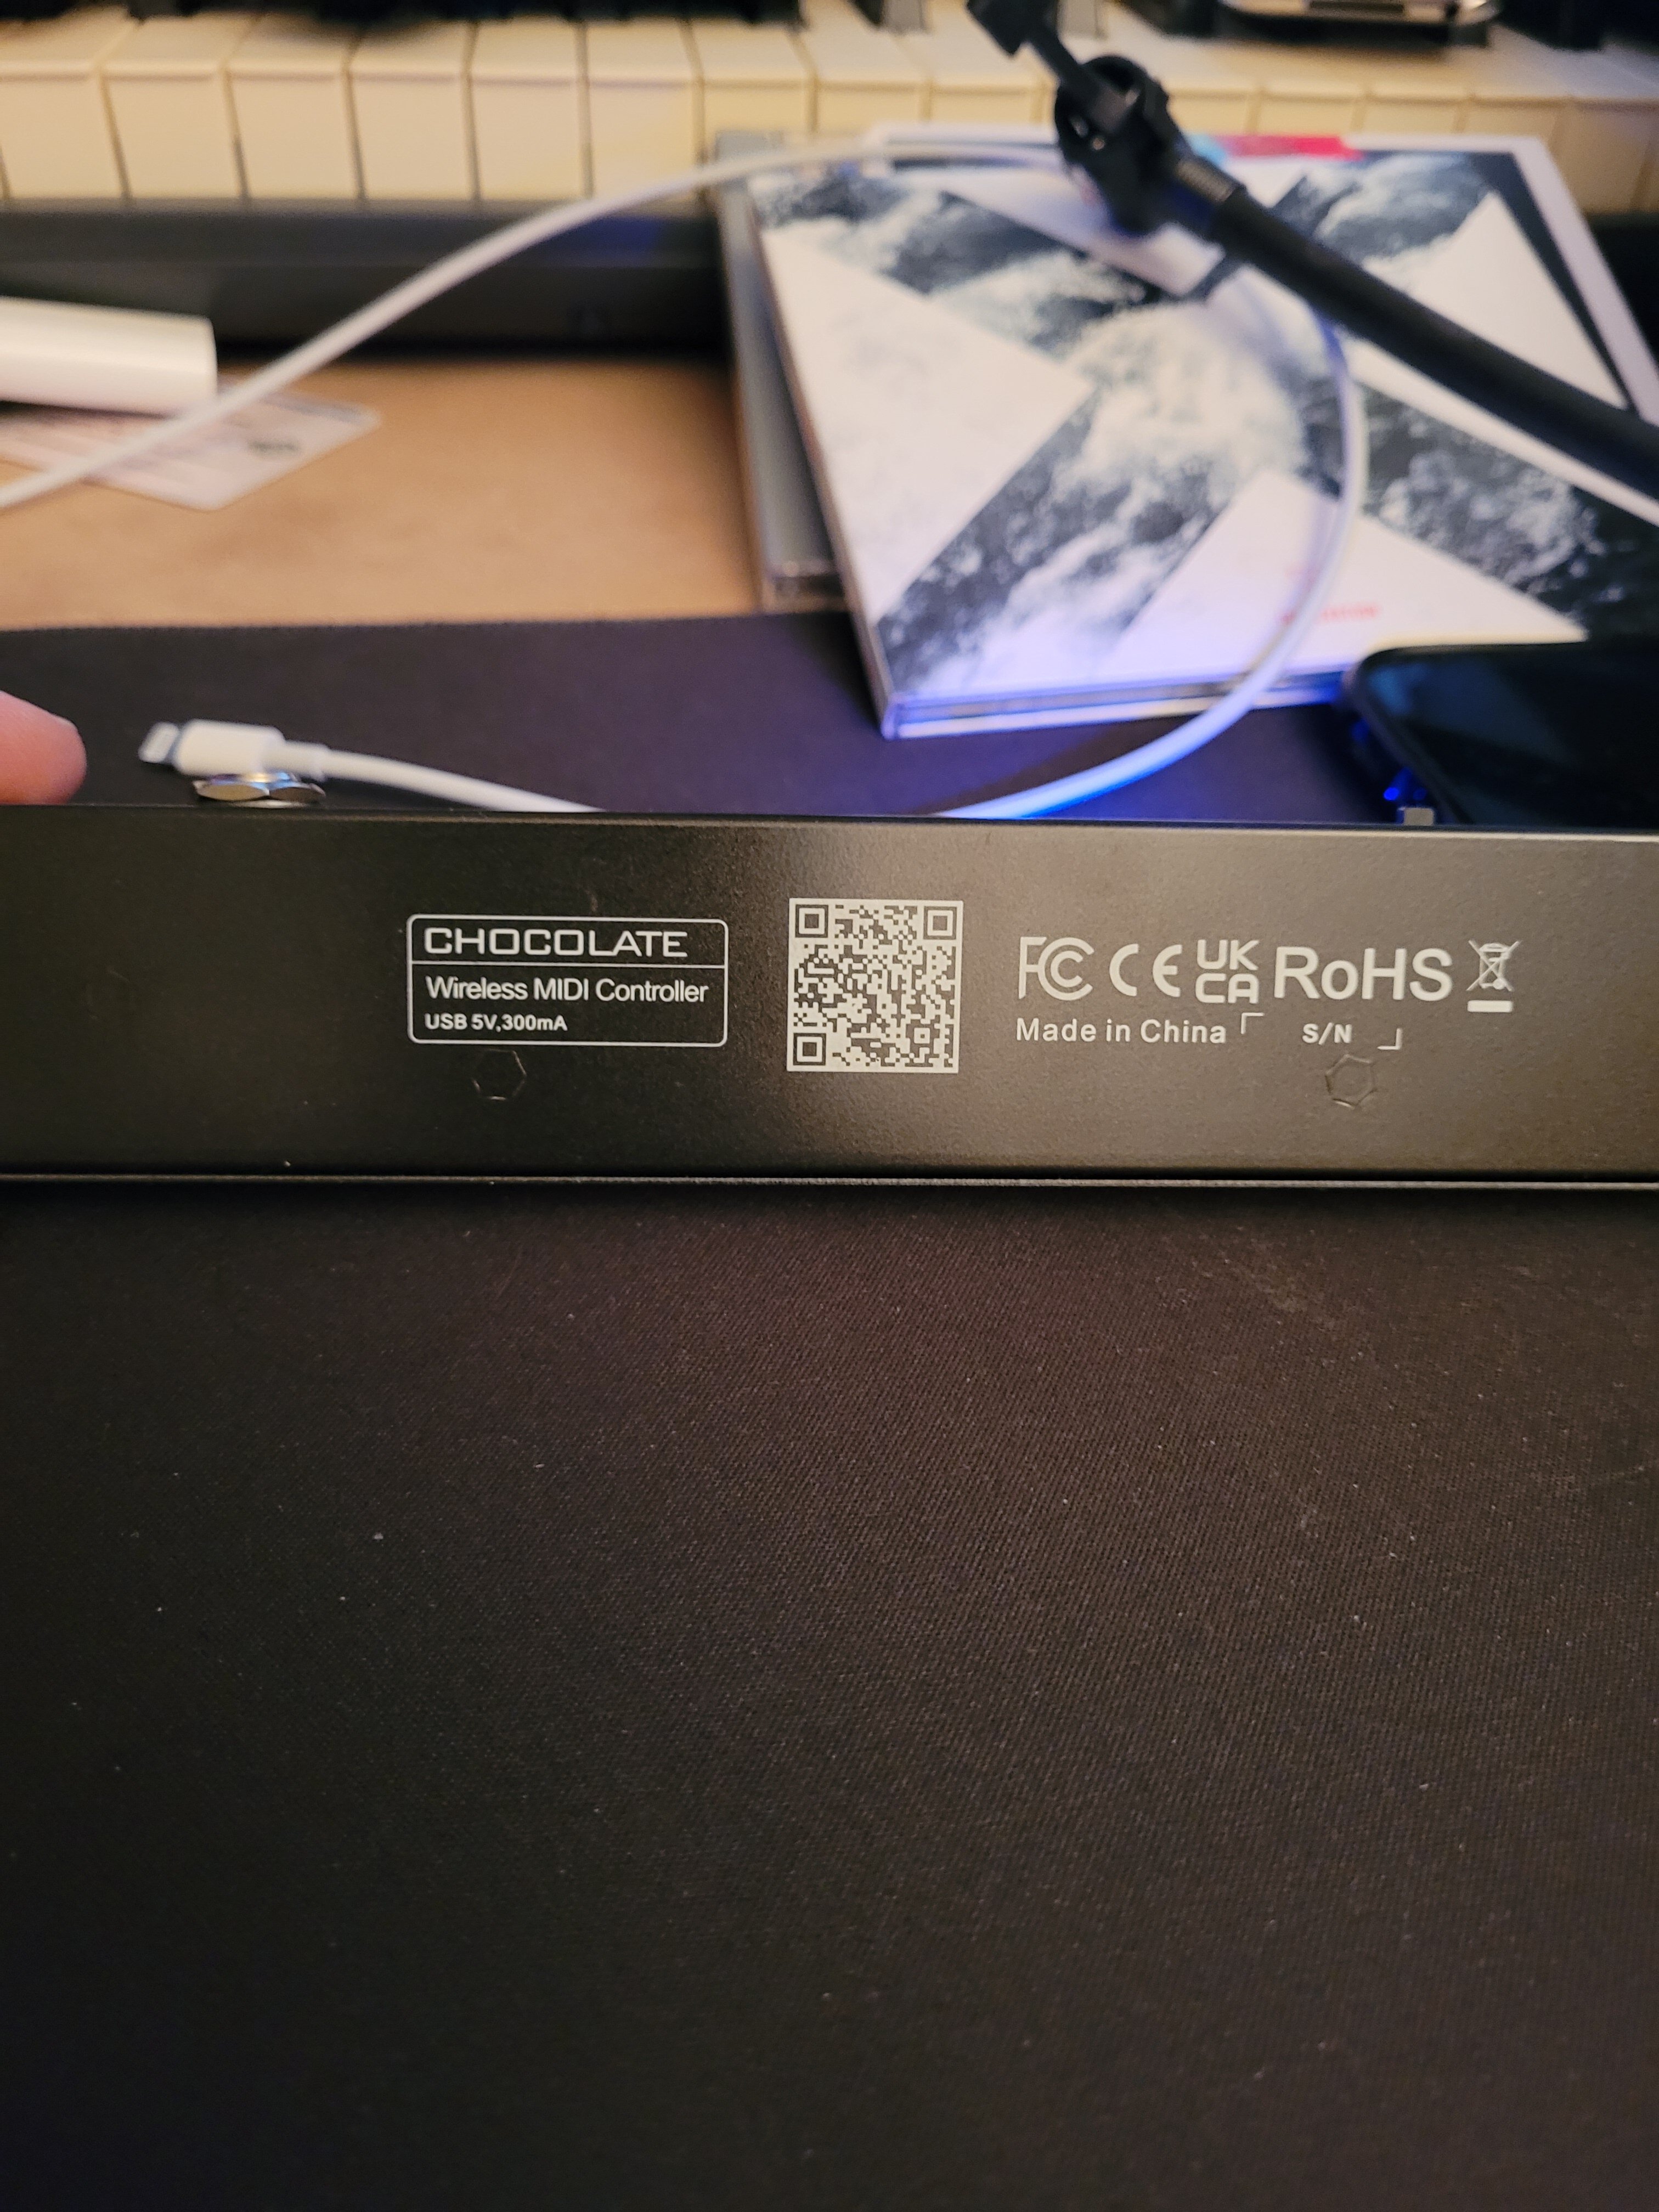 CHOCOLATE
Wireless MIDI Controller
USB 5V,300mA
FC CE UK CA RoHS
Made in China S/N